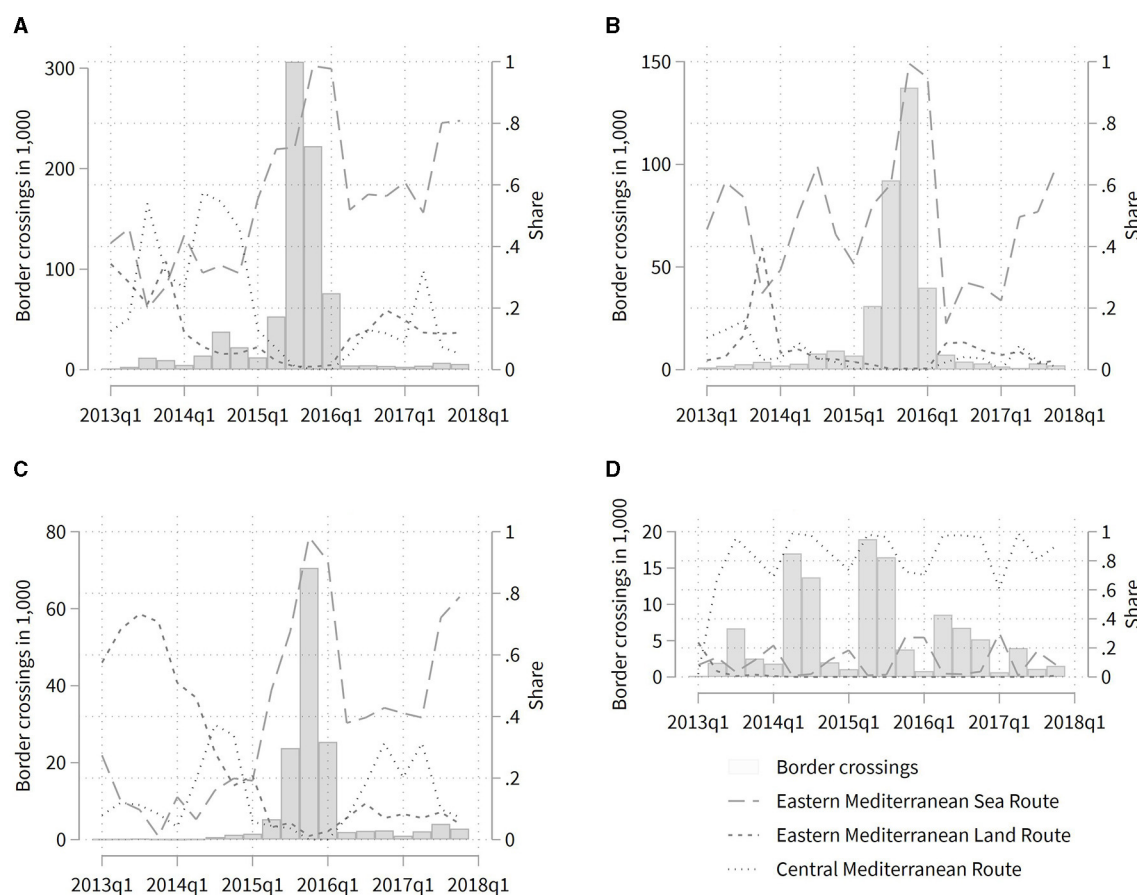 A
Border crossings in 1,000
300
200
100
0
1
.8
.6
.4
.2
0
Share
2013q1 2014q1 2015q1 2016q1 2017q1 2018q1
B
Border crossings in 1,000
150
100
50
0
1
.8
.6
.4
.2
0
Share
2013q1 2014q1 2015q1 2016q1 2017q1 2018q1
C
Border crossings in 1,000
80
60
40
20
0
1
.8
.6
.4
.2
0
Share
2013q1 2014q1 2015q1 2016q1 2017q1 2018q1
D
Border crossings in 1,000
20
15
10
5
0
1
.8
.6
.4
.2
0
Share
2013q1 2014q1 2015q1 2016q1 2017q1 2018q1
Border crossings
Eastern Mediterranean Sea Route
Eastern Mediterranean Land Route
Central Mediterranean Route